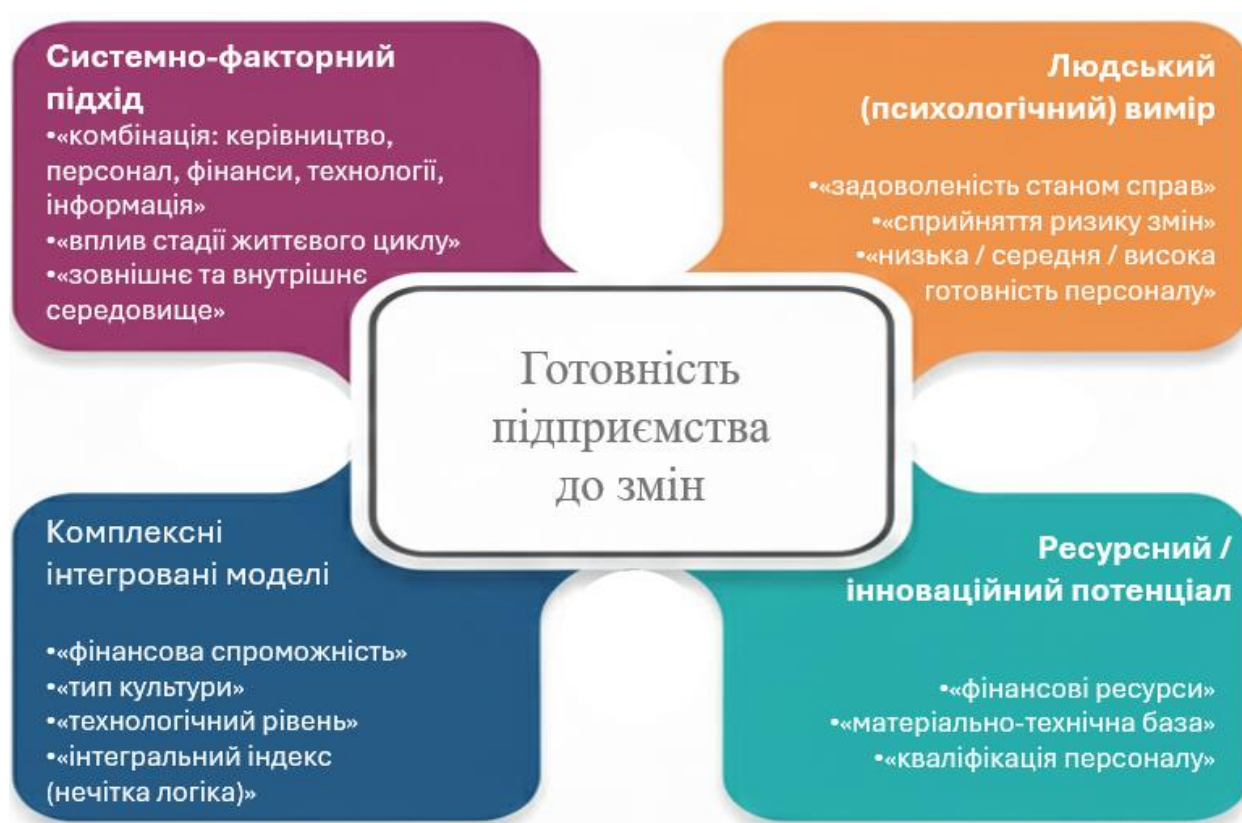 Системно-факторний
підхід
•«комбінація: керівництво,
персонал, фінанси, технології,
інформація»
•«вплив стадії життєвого циклу»
•«зовнішнє та внутрішнє
середовище»
Людський
(психологічний) вимір
•«задоволеність станом справ»
•«сприйняття ризику змін»
•«низька / середня / висока
готовність персоналу»
Готовність
підприємства
до змін
Комплексні
інтегровані моделі
•«фінансова спроможність»
•«тип культури»
•«технологічний рівень»
•«інтегральний індекс
(нечітка логіка)»
Ресурсний /
інноваційний потенціал
•«фінансові ресурси»
•«матеріально-технічна база»
•«кваліфікація персоналу»